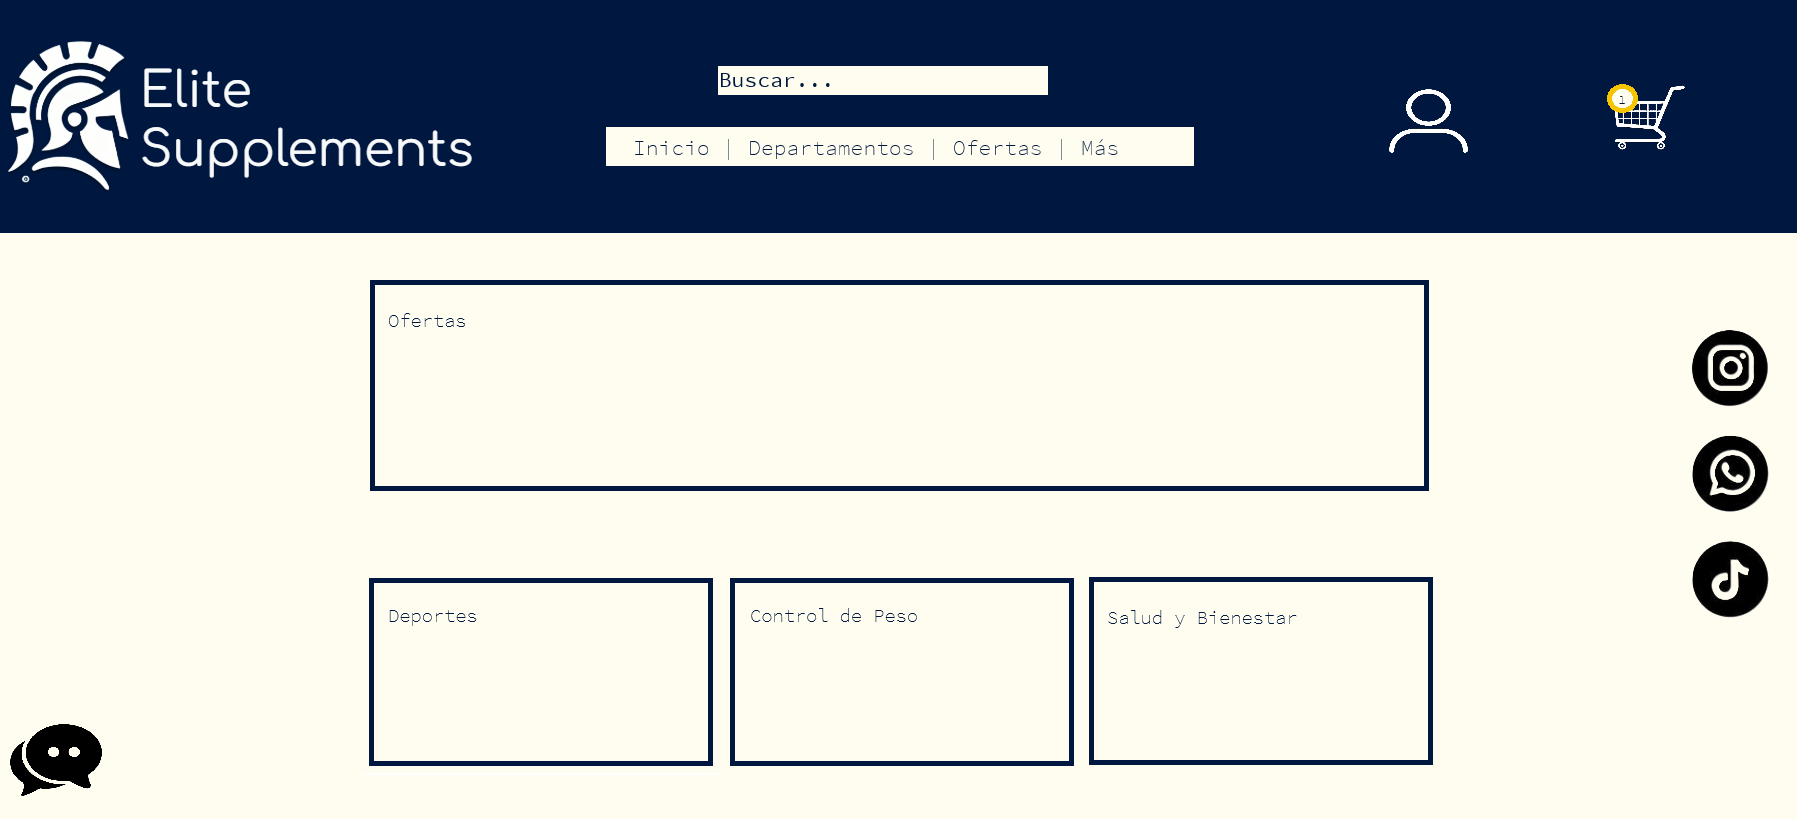 Elite
Supplements
®
Buscar...
Inicio | Departamentos | Ofertas | Más
1
Ofertas
Deportes
Control de Peso
Salud y Bienestar